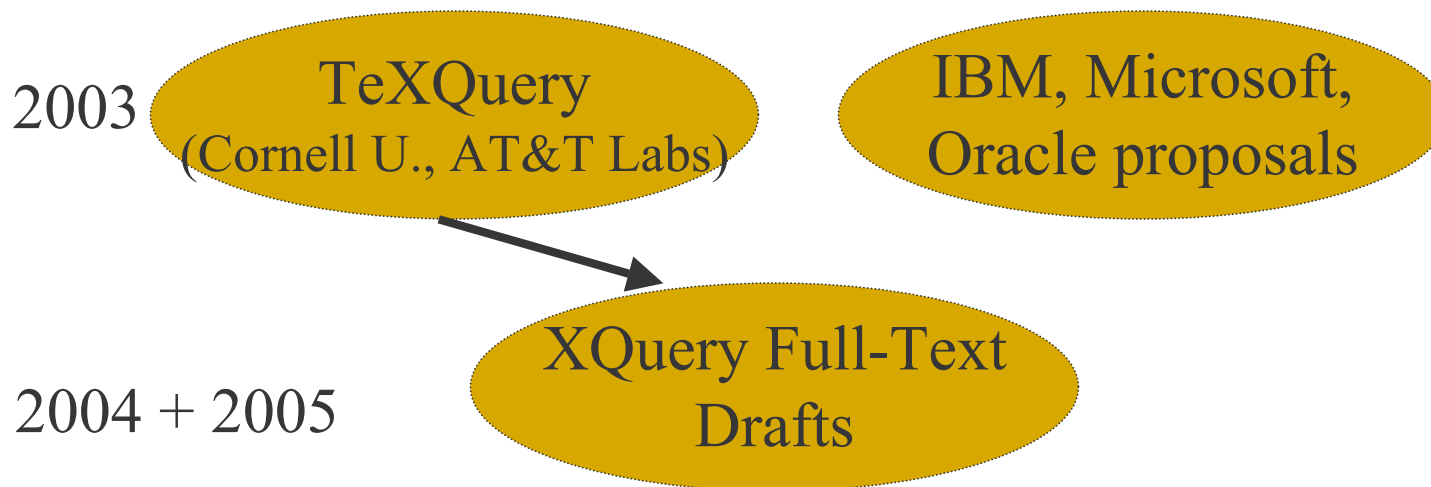 2003
TeXQuery
(Cornell U., AT&T Labs)
IBM, Microsoft,
Oracle proposals
XQuery Full-Text
Drafts
2004 + 2005